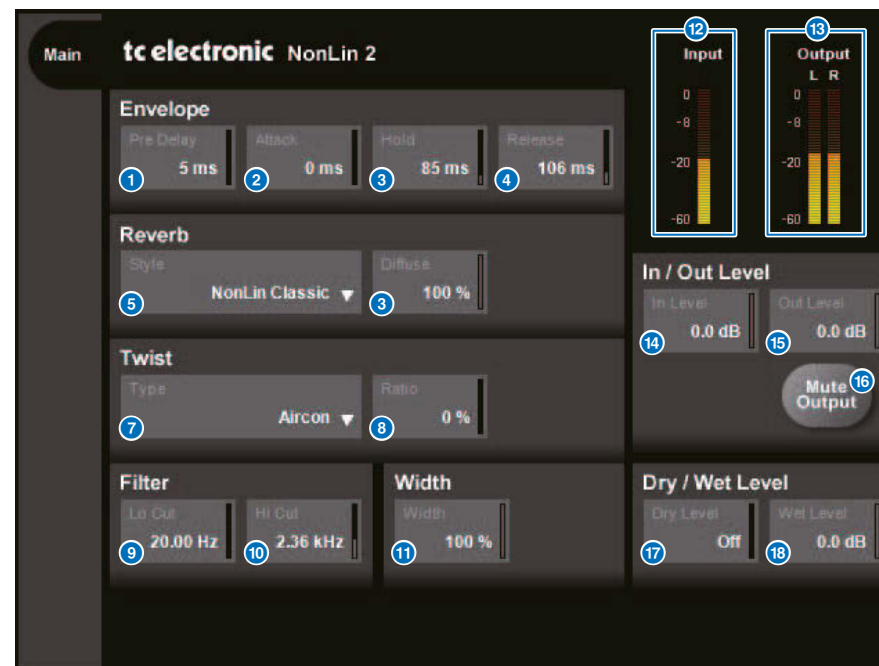 Main
tc electronic NonLin 2
Envelope
Pre Delay Attack Hold Release
5 ms 0 ms 85 ms 106 ms
1 2 3 4
Reverb
Style Diffuse
NonLin Classic 100 %
5 3
Twist
Type Ratio
Aircon 0 %
7 8
Filter
Lo Cut Hi Cut
20.00 Hz 2.36 kHz
9 10
Width
Width
100 %
11
12 13
Input Output
L R
0 0
-8 -8
-20 -20
-60 -60
In / Out Level
In Level Out Level
0.0 dB 0.0 dB
14 15
Mute 16
Output
Dry / Wet Level
Dry Level Wet Level
Off 0.0 dB
17 18